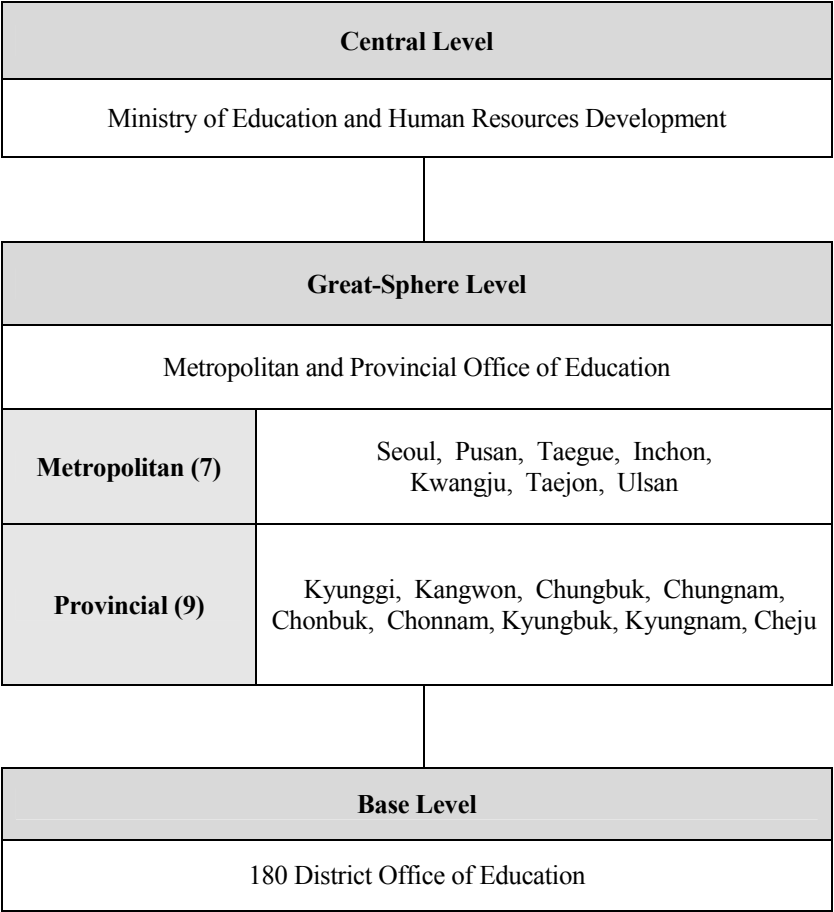 Central Level
Ministry of Education and Human Resources Development
Great-Sphere Level
Metropolitan and Provincial Office of Education
Metropolitan (7)
Seoul, Pusan, Taegue, Inchon,
Kwangju, Taejon, Ulsan
Provincial (9)
Kyunggi, Kangwon, Chungbuk, Chungnam,
Chonbuk, Chonnam, Kyungbuk, Kyungnam, Cheju
Base Level
180 District Office of Education